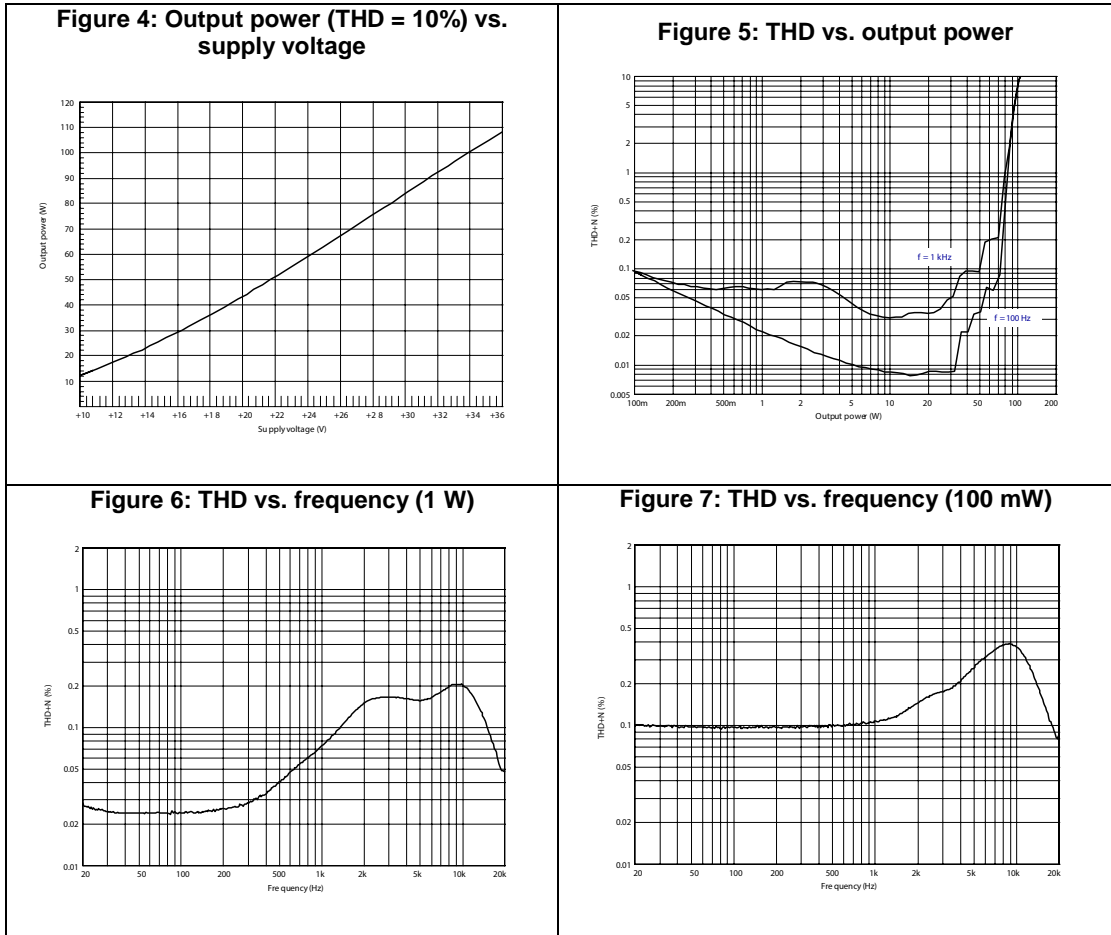 Figure 4: Output power (THD = 10%) vs.
supply voltage
120
110
100
90
80
70
60
50
40
30
20
10
Output power (W)
+10 +12 +14 +16 +18 +20 +22 +24 +26 +2 8 +30 +32 +34 +36
Supply voltage (V)
Figure 5: THD vs. output power
10
5
2
1
0.5
0.2
0.1
0.05
0.02
0.01
0.005
THD+N (%)
f = 1 kHz
f = 100 Hz
100m 200m 500m 1 2 5 10 20 50 100 200
Output power (W)
Figure 6: THD vs. frequency (1 W)
2
1
0.5
0.2
0.1
0.05
0.02
0.01
THD+N (%)
20 50 100 200 500 1k 2k 5k 10k 20k
Frequency (Hz)
Figure 7: THD vs. frequency (100 mW)
2
1
0.5
0.2
0.1
0.05
0.02
0.01
THD+N (%)
20 50 100 200 500 1k 2k 5k 10k 20k
Frequency (Hz)